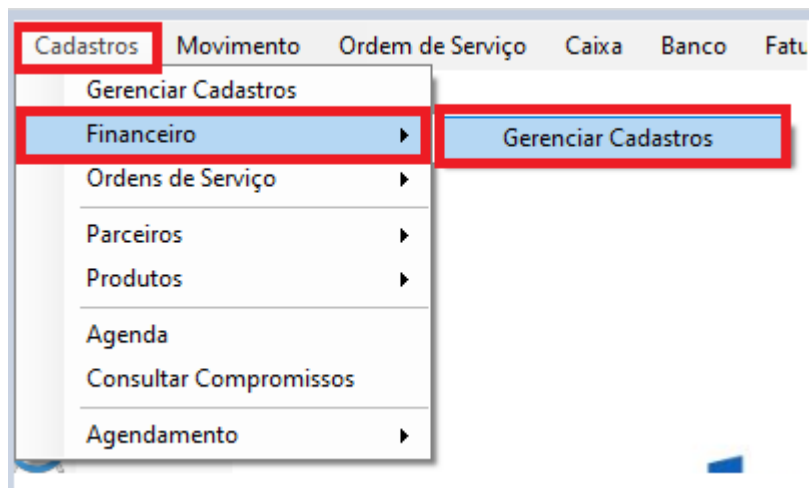 Cadastros Movimento Ordem de Serviço Caixa Banco Fatu
Gerenciar Cadastros
Financeiro Gerenciar Cadastros
Ordens de Serviço
Parceiros
Produtos
Agenda
Consultar Compromissos
Agendamento